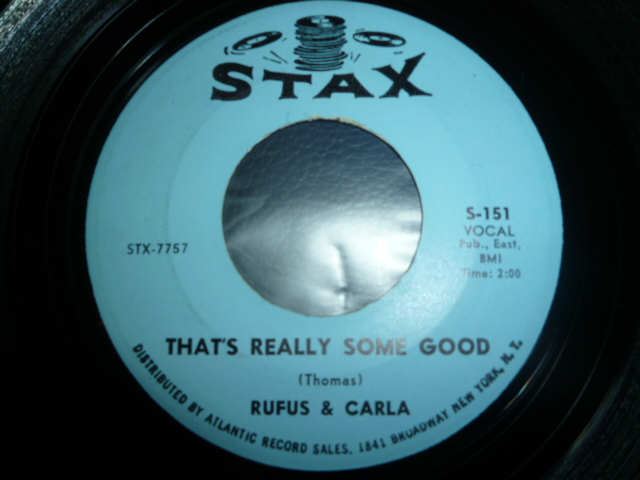 STAX
S-151
VOCAL
Pub., East,
BMI
Time: 2:00
STX-7757
THAT'S REALLY SOME GOOD
(Thomas)
RUFUS & CARLA
DISTRIBUTED BY ATLANTIC RECORD SALES, 1841 BROADWAY NEW YORK, N. Y.